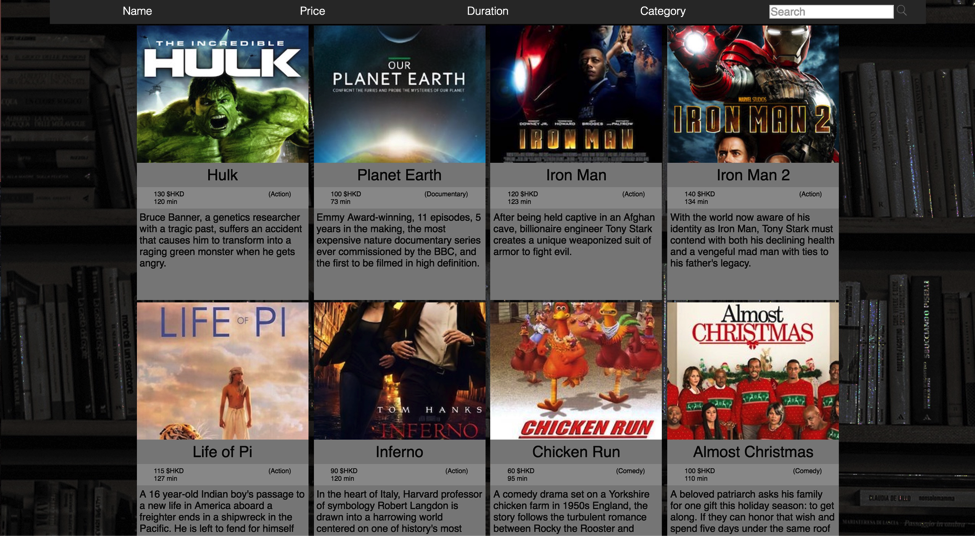 Name
Price
Duration
Category
Search
THE INCREDIBLE
HULK
OUR
PLANET EARTH
CONFRONT THE FURIES AND PROBE THE MYSTERIES OF OUR PLANET
IRON MAN
MARVEL STUDIOS
IRON MAN 2
Hulk
130 $HKD
(Action)
120 min
Bruce Banner, a genetics researcher
with a tragic past, suffers an accident
that causes him to transform into a
raging green monster when he gets
angry.
Planet Earth
100 $HKD
(Documentary)
73 min
Emmy Award-winning, 11 episodes, 5
years in the making, the most
expensive nature documentary series
ever commissioned by the BBC, and
the first to be filmed in high definition.
Iron Man
120 $HKD
(Action)
123 min
After being held captive in an Afghan
cave, billionaire engineer Tony Stark
creates a unique weaponized suit of
armor to fight evil.
Iron Man 2
140 $HKD
(Action)
134 min
With the world now aware of his
identity as Iron Man, Tony Stark must
contend with both his declining health
and a vengeful mad man with ties to
his father's legacy.
LIFE OF PI
TOM HANKS
INFERNO
CHICKEN RUN
Almost
CHRISTMAS
Life of Pi
115 $HKD
(Action)
127 min
A 16 year-old Indian boy's passage to
a new life in America aboard a
freighter ends in a shipwreck in the
Pacific. He is left to fend for himself
Inferno
90 $HKD
(Action)
120 min
In the heart of Italy, Harvard professor
of symbology Robert Langdon is
drawn into a harrowing world
centered on one of history's most
Chicken Run
60 $HKD
(Comedy)
95 min
A comedy drama set on a Yorkshire
chicken farm in 1950s England, the
story follows the turbulent romance
between Rocky the Rooster and
Almost Christmas
100 $HKD
(Comedy)
110 min
A beloved patriarch asks his family
for one gift this holiday season: to get
along. If they can honor that wish and
spend five days under the same roof